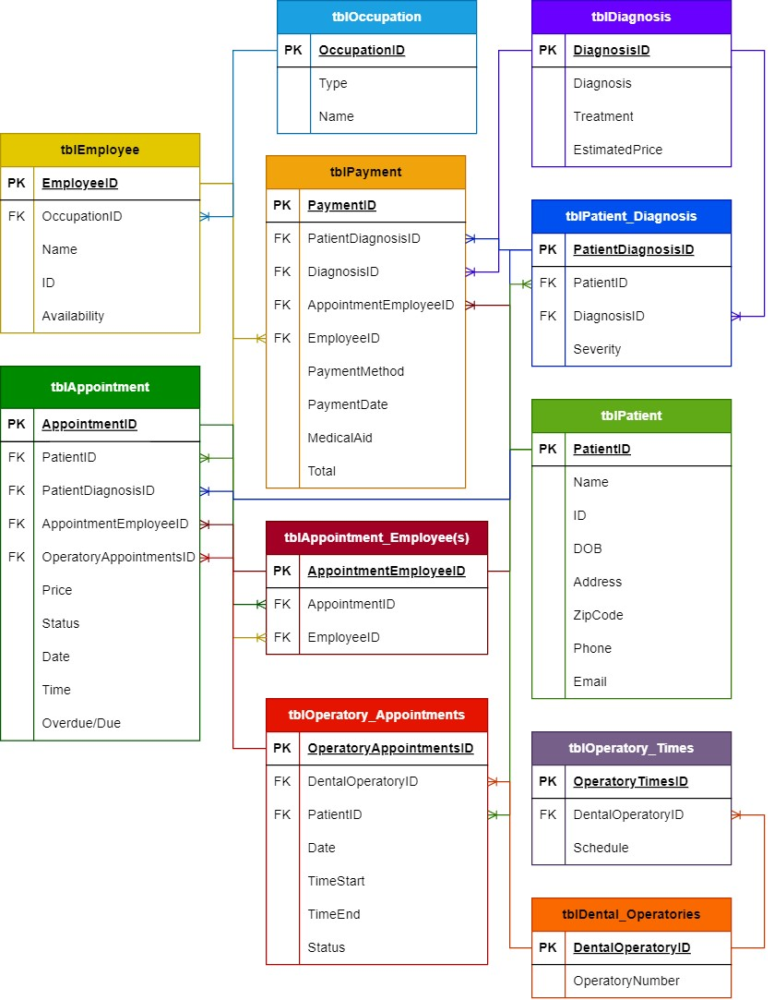 tblOccupation
PK OccupationID
Type
Name
tblDiagnosis
PK DiagnosisID
Diagnosis
Treatment
EstimatedPrice
tblEmployee
PK EmployeeID
FK OccupationID
Name
ID
Availability
tblPayment
PK PaymentID
FK PatientDiagnosisID
FK DiagnosisID
FK AppointmentEmployeeID
FK EmployeeID
PaymentMethod
PaymentDate
MedicalAid
Total
tblPatient_Diagnosis
PK PatientDiagnosisID
FK PatientID
FK DiagnosisID
Severity
tblAppointment
PK AppointmentID
FK PatientID
FK PatientDiagnosisID
FK AppointmentEmployeeID
FK OperatoryAppointmentsID
Price
Status
Date
Time
Overdue/Due
tblPatient
PK PatientID
Name
ID
DOB
Address
ZipCode
Phone
Email
tblAppointment_Employee(s)
PK AppointmentEmployeeID
FK AppointmentID
FK EmployeeID
tblOperatory_Appointments
PK OperatoryAppointmentsID
FK DentalOperatoryID
FK PatientID
Date
TimeStart
TimeEnd
Status
tblOperatory_Times
PK OperatoryTimesID
FK DentalOperatoryID
Schedule
tblDental_Operatories
PK DentalOperatoryID
OperatoryNumber